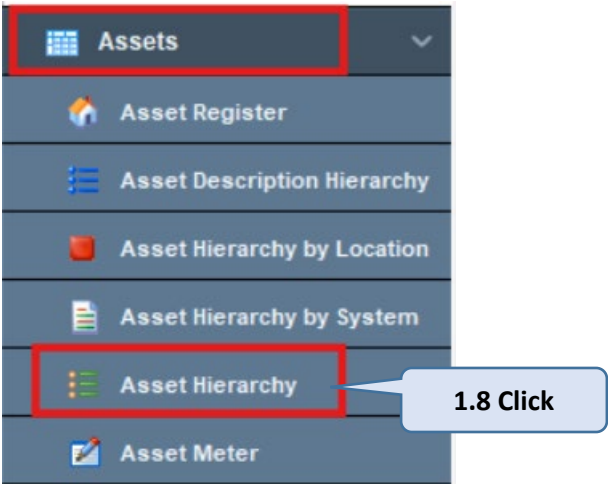 Assets
Asset Register
Asset Description Hierarchy
Asset Hierarchy by Location
Asset Hierarchy by System
Asset Hierarchy
1.8 Click
Asset Meter